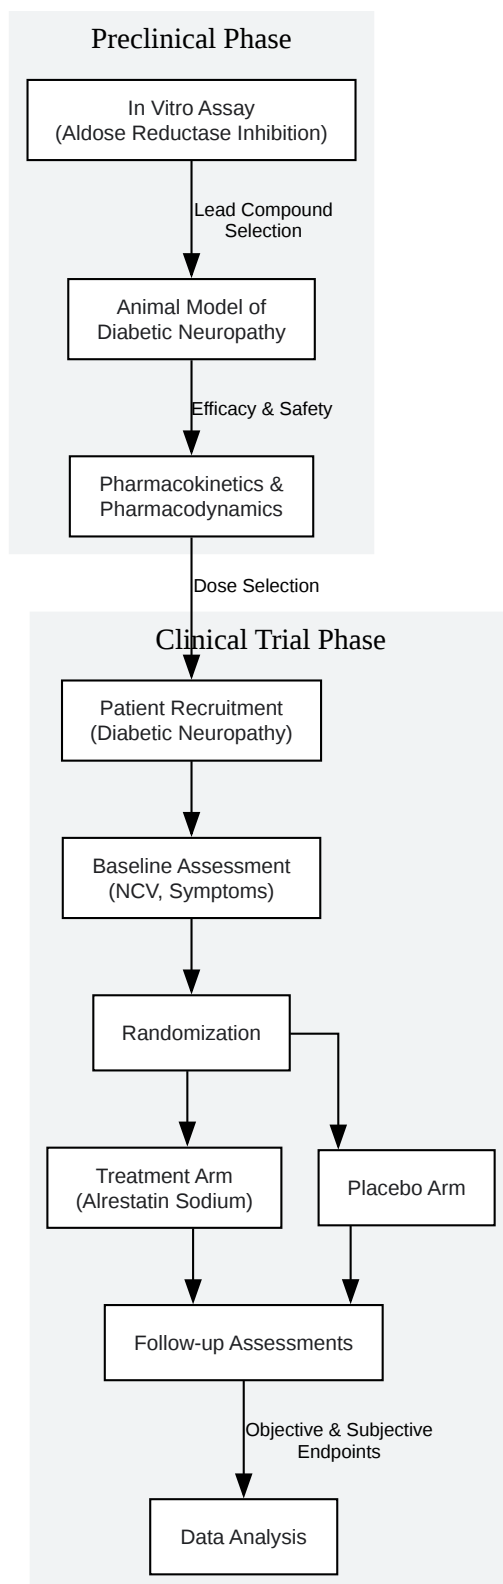 Preclinical Phase
In Vitro Assay
(Aldose Reductase Inhibition)
Lead Compound
Selection
Animal Model of
Diabetic Neuropathy
Efficacy & Safety
Pharmacokinetics &
Pharmacodynamics
Dose Selection
Clinical Trial Phase
Patient Recruitment
(Diabetic Neuropathy)
Baseline Assessment
(NCV, Symptoms)
Randomization
Treatment Arm
(Alrestatin Sodium)
Placebo Arm
Follow-up Assessments
Objective & Subjective
Endpoints
Data Analysis